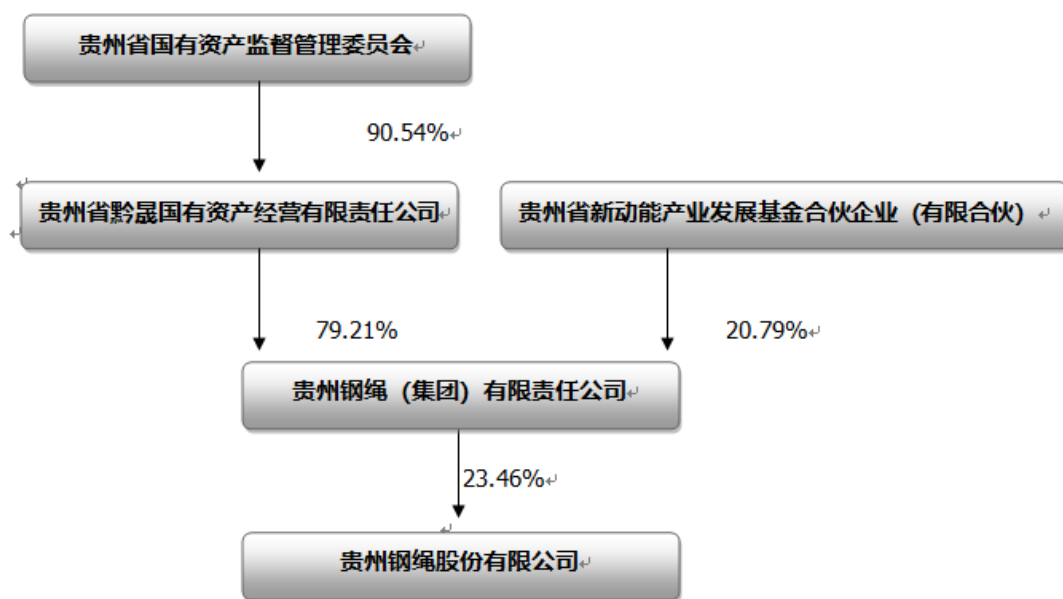 贵州省国有资产监督管理委员会
90.54%
贵州省黔晟国有资产经营有限责任公司
贵州省新动能产业发展基金合伙企业（有限合伙）
79.21%
20.79%
贵州钢绳（集团）有限责任公司
23.46%
贵州钢绳股份有限公司